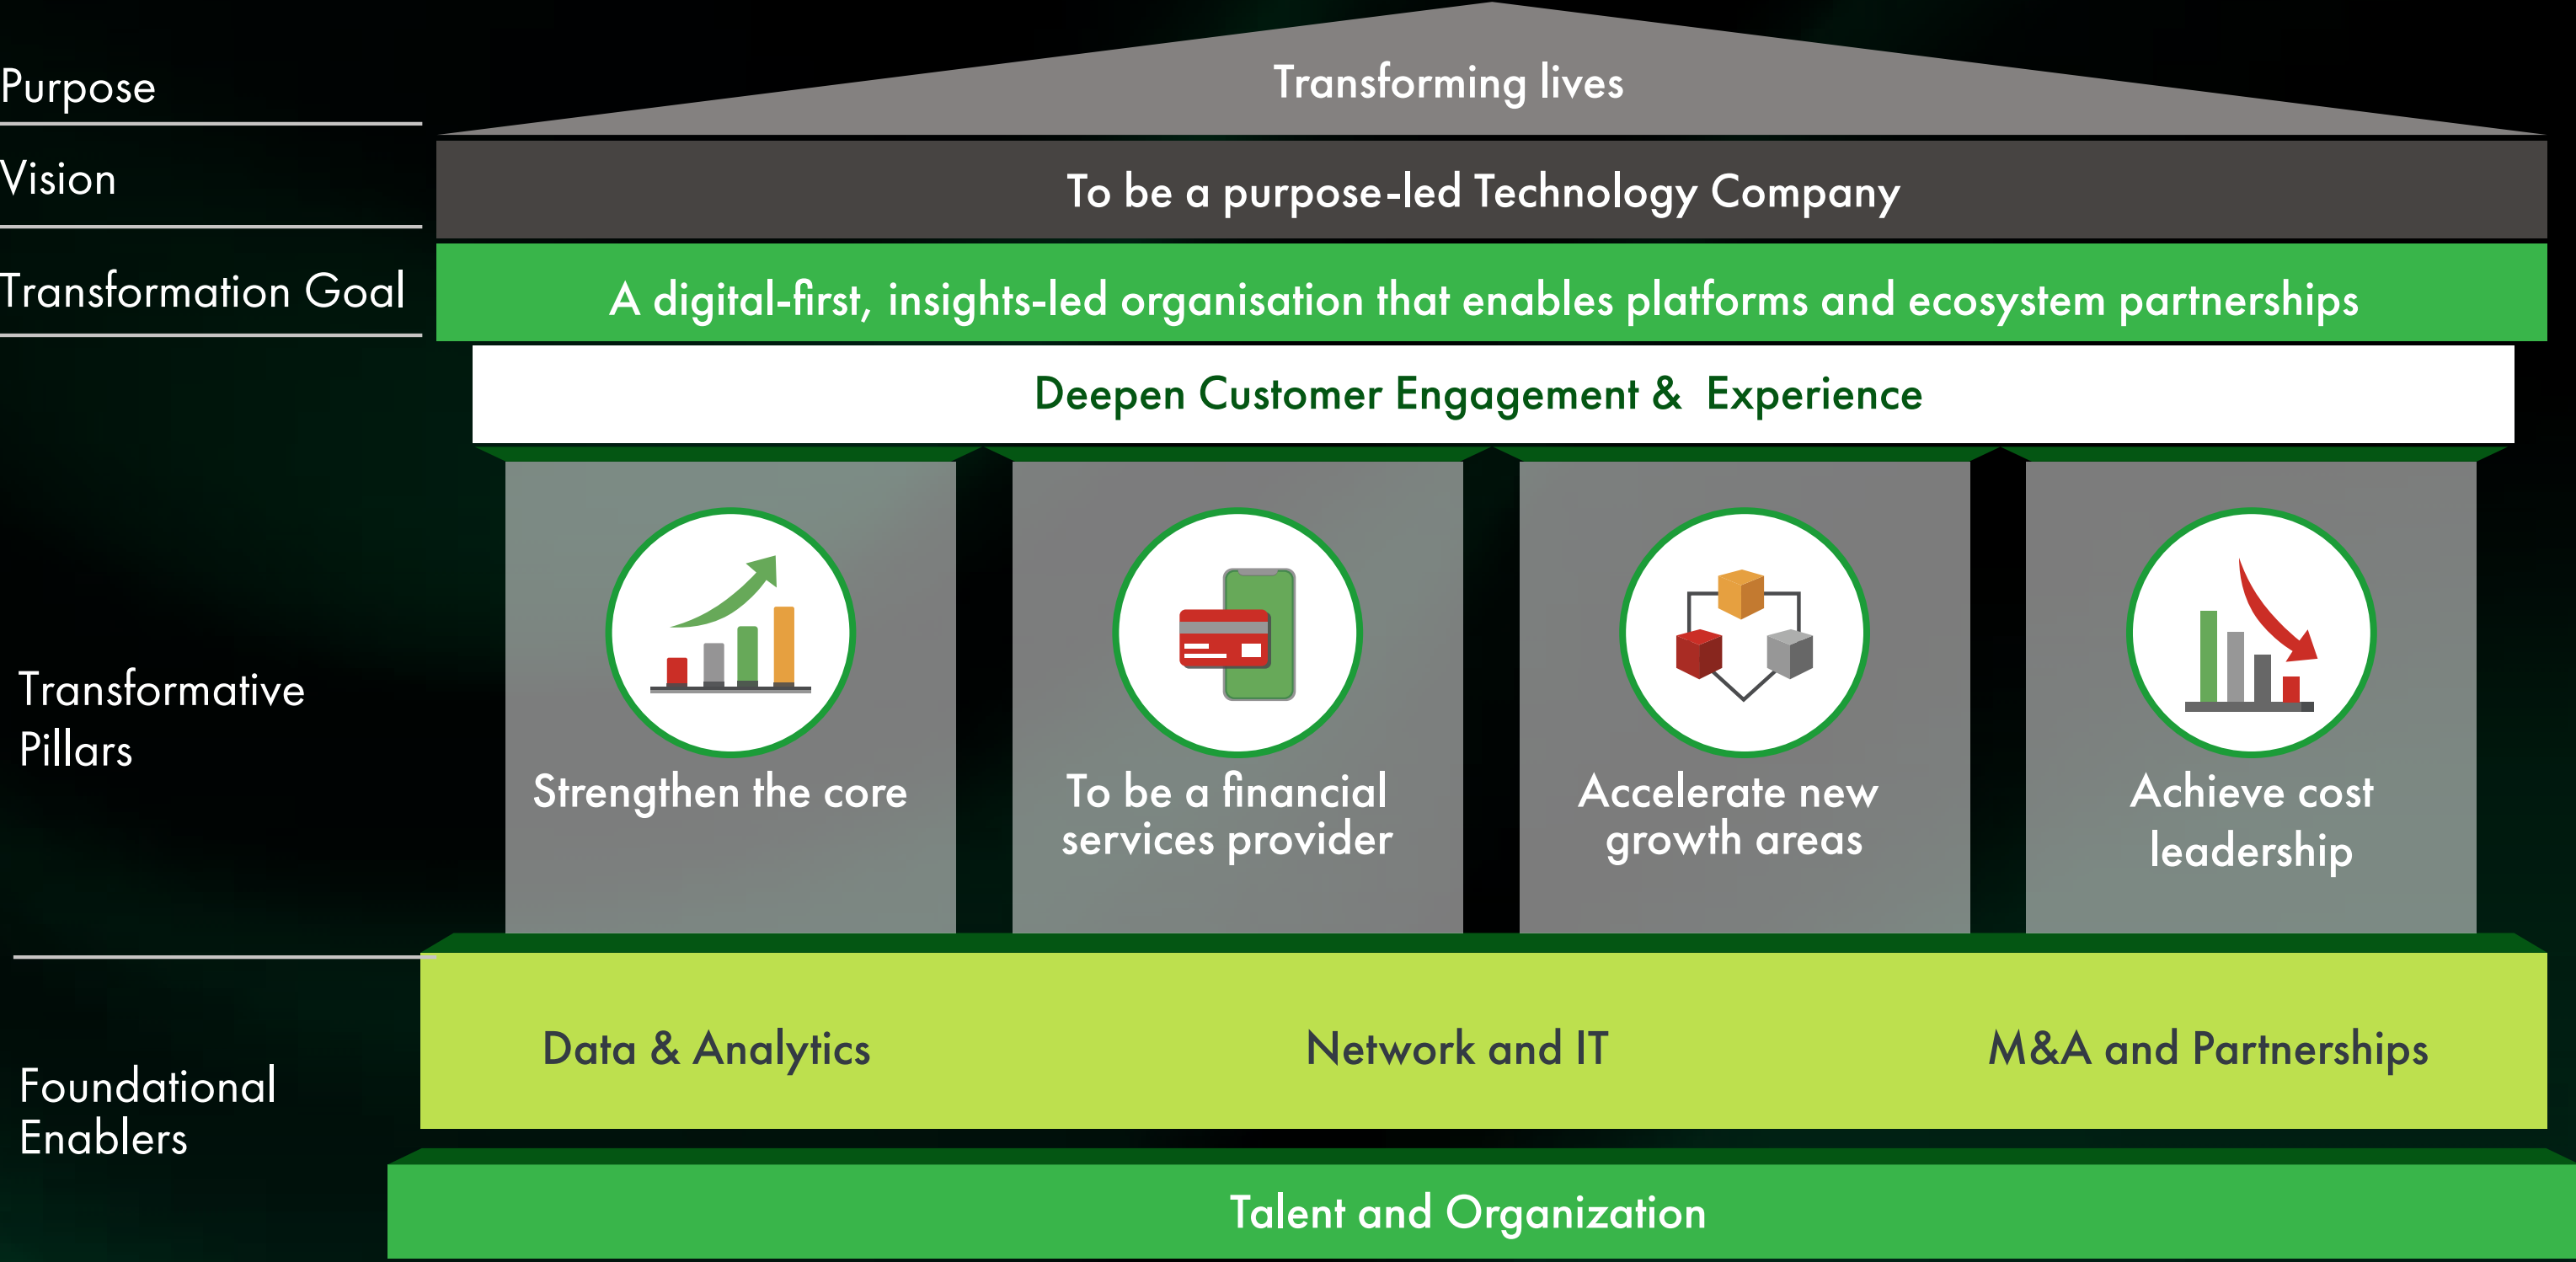 Purpose
Transforming lives
Vision
To be a purpose-led Technology Company
Transformation Goal
A digital-first, insights-led organisation that enables platforms and ecosystem partnerships
Deepen Customer Engagement & Experience
Transformative
Pillars
Strengthen the core
To be a financial
services provider
Accelerate new
growth areas
Achieve cost
leadership
Foundational
Enablers
Data & Analytics
Network and IT
M&A and Partnerships
Talent and Organization